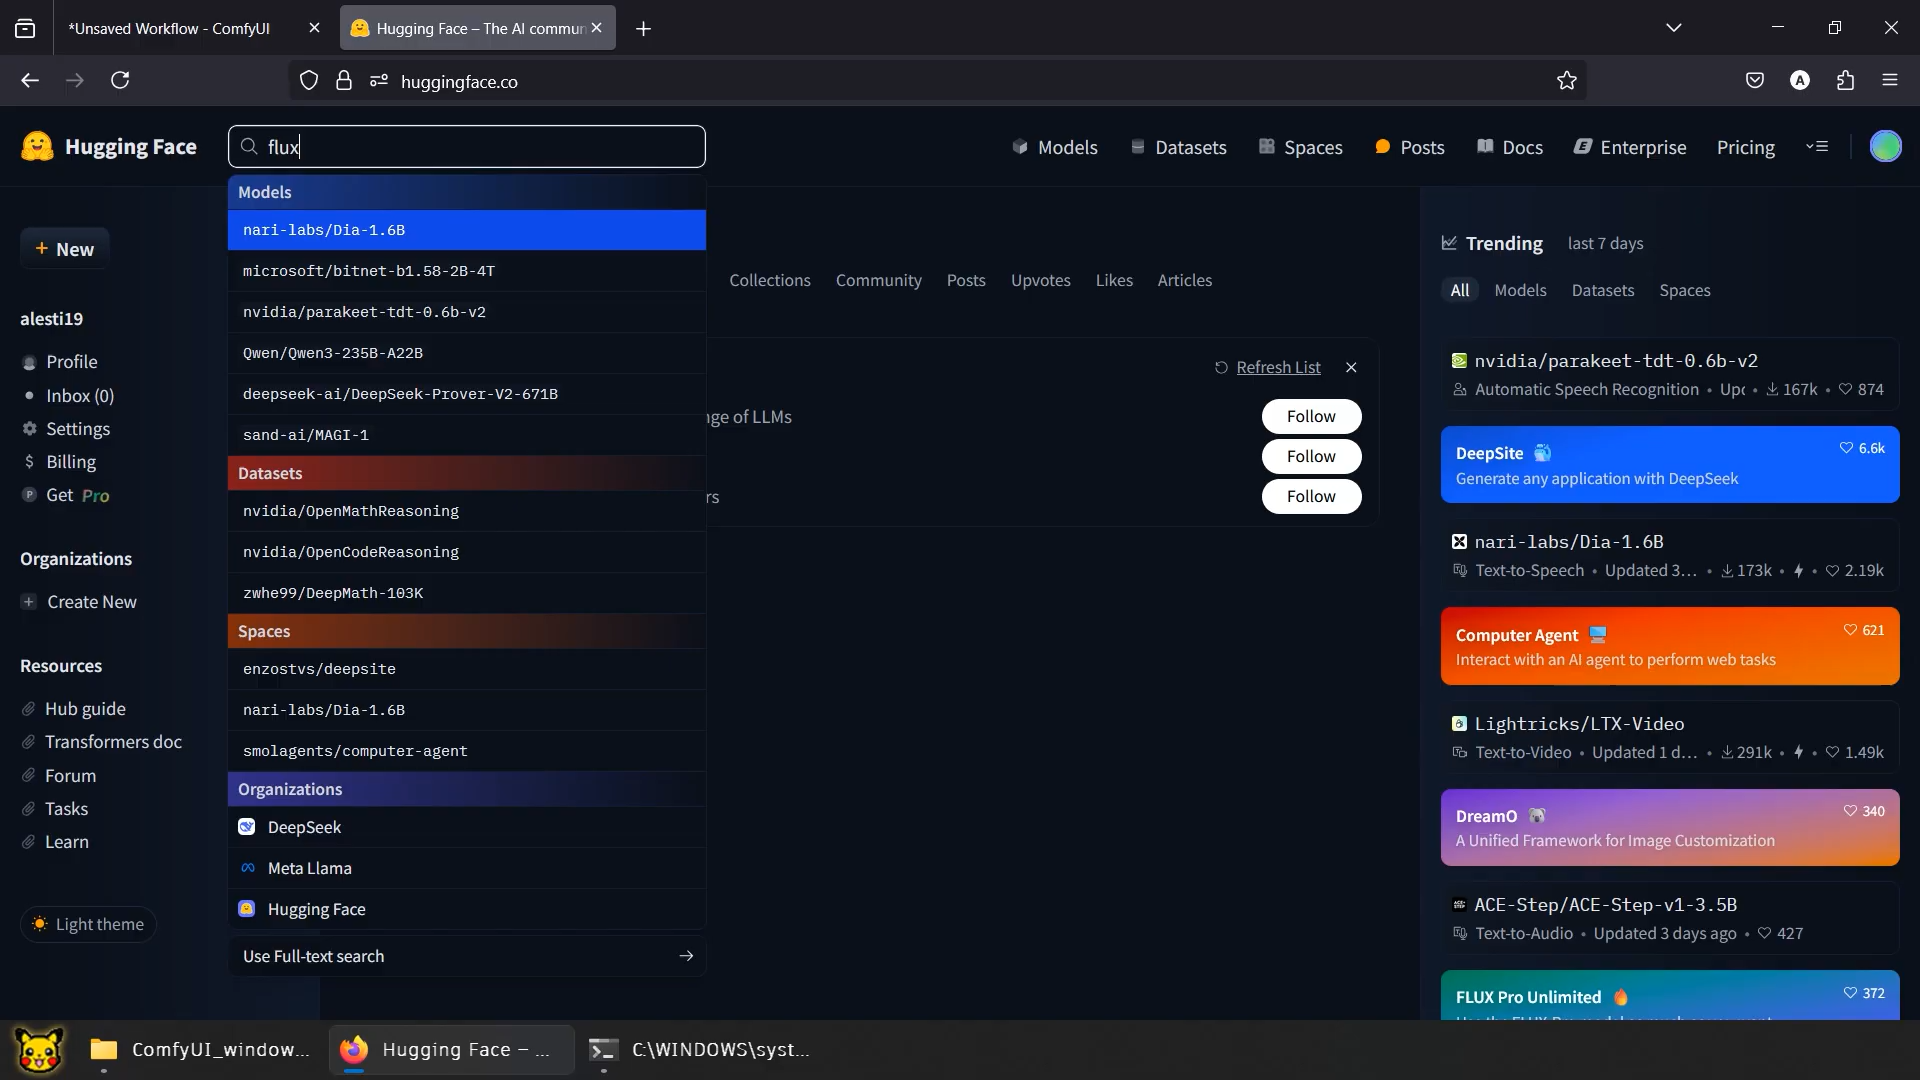 *Unsaved Workflow - ComfyUI
Hugging Face – The AI commun
huggingface.co
A
Hugging Face
flux
Models
Datasets
Spaces
Posts
Docs
Enterprise
Pricing
Models
nari-labs/Dia-1.6B
microsoft/bitnet-b1.58-2B-4T
nvidia/parakeet-tdt-0.6b-v2
Qwen/Qwen3-235B-A22B
deepseek-ai/DeepSeek-Prover-V2-671B
sand-ai/MAGI-1
Datasets
nvidia/OpenMathReasoning
nvidia/OpenCodeReasoning
zwhe99/DeepMath-103K
Spaces
enzostvs/deepsite
nari-labs/Dia-1.6B
smolagents/computer-agent
Organizations
DeepSeek
Meta Llama
Hugging Face
Use Full-text search
+ New
alesti19
Profile
Inbox (0)
Settings
Billing
Get Pro
Organizations
Create New
Resources
Hub guide
Transformers doc
Forum
Tasks
Learn
Light theme
Collections
Community
Posts
Upvotes
Likes
Articles
Refresh List
nge of LLMs
Follow
Follow
rs
Follow
Trending last 7 days
All
Models
Datasets
Spaces
nvidia/parakeet-tdt-0.6b-v2
Automatic Speech Recognition • Upd • 167k • 874
DeepSite 6.6k
Generate any application with DeepSeek
nari-labs/Dia-1.6B
Text-to-Speech • Updated 3... • 173k • • 2.19k
Computer Agent 621
Interact with an AI agent to perform web tasks
Lightricks/LTX-Video
Text-to-Video • Updated 1 d... • 291k • • 1.49k
DreamO 340
A Unified Framework for Image Customization
ACE-Step/ACE-Step-v1-3.5B
Text-to-Audio • Updated 3 days ago • 427
FLUX Pro Unlimited 372
ComfyUI_window...
Hugging Face – ...
C:\WINDOWS\syst...